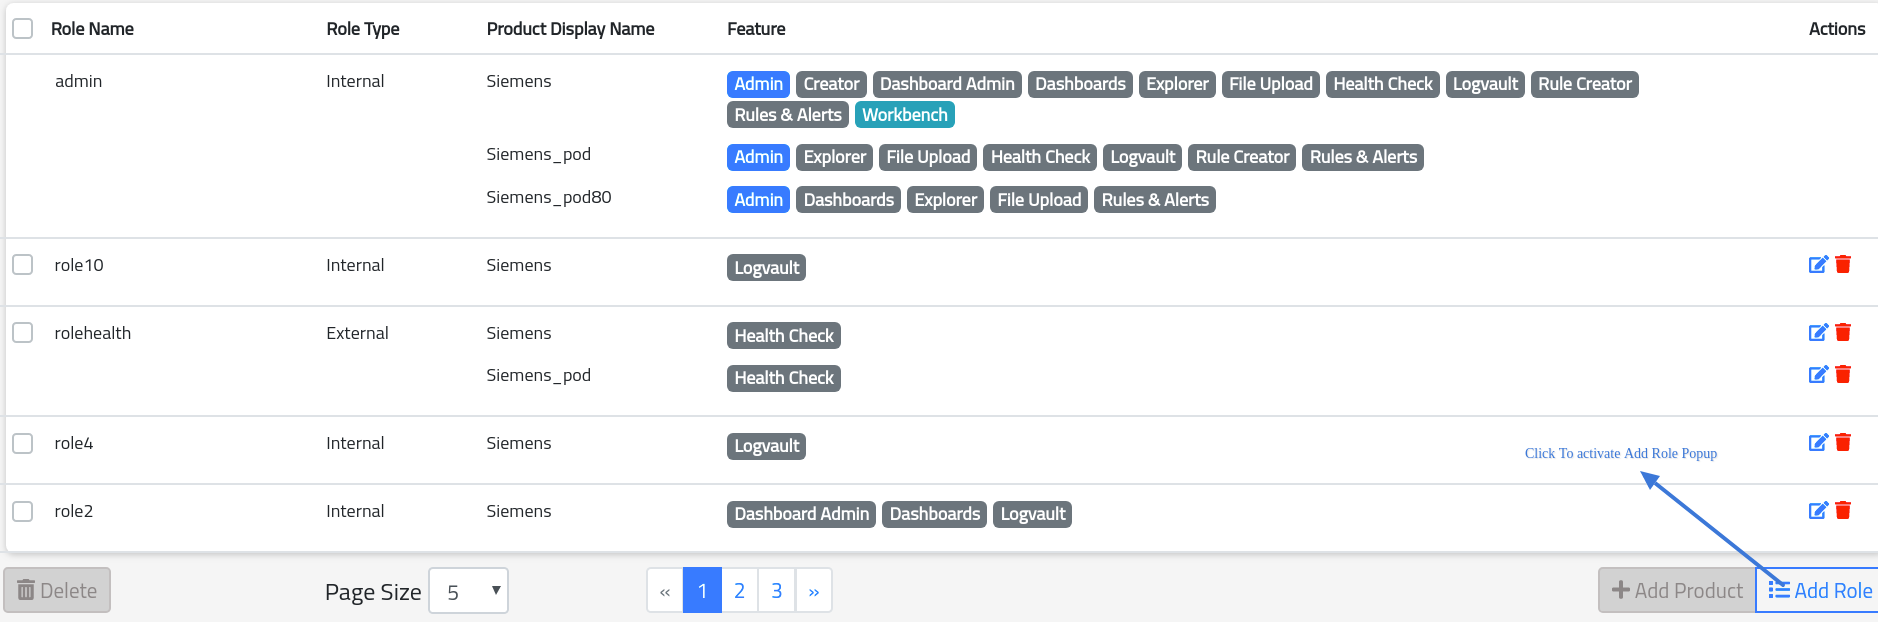 Role Name Role Type Product Display Name Feature Actions
admin Internal Siemens Admin Creator Dashboard Admin Dashboards Explorer File Upload Health Check Logvault Rule Creator
Rules & Alerts Workbench
Siemens_pod Admin Explorer File Upload Health Check Logvault Rule Creator Rules & Alerts
Siemens_pod80 Admin Dashboards Explorer File Upload Rules & Alerts
role10 Internal Siemens Logvault
rolehealth External Siemens Health Check
Siemens_pod Health Check
role4 Internal Siemens Logvault
Click To activate Add Role Popup
role2 Internal Siemens Dashboard Admin Dashboards Logvault
Delete Page Size 5 « 1 2 3 » Add Product Add Role